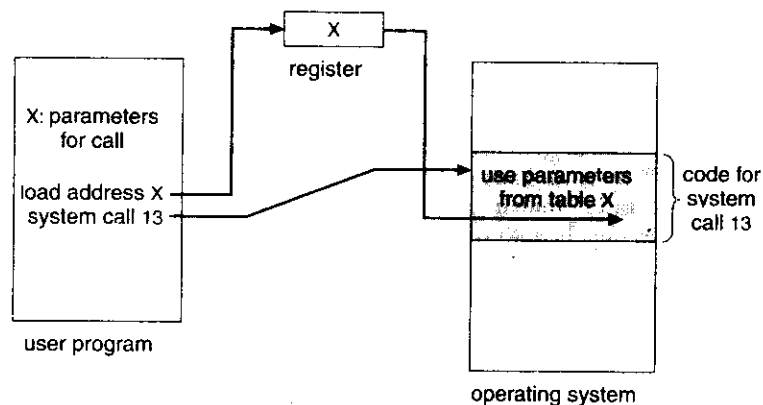 X
register
X: parameters
for call
load address X
system call 13
use parameters
from table X
code for
system
call 13
user program
operating system